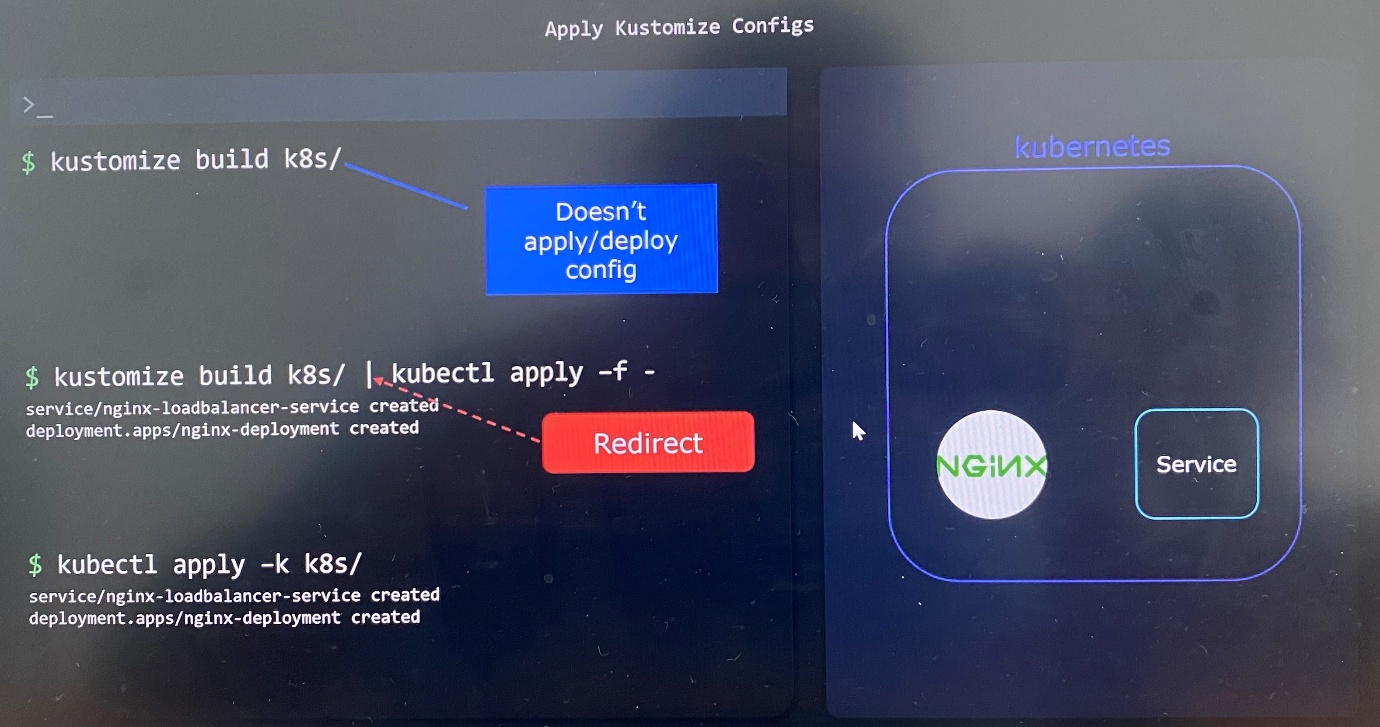 Apply Kustomize Configs
>_
$ kustomize build k8s/
Doesn't
apply/deploy
config
$ kustomize build k8s/ | kubectl apply –f -
service/nginx-loadbalancer-service created
deployment.apps/nginx-deployment created
Redirect
$ kubectl apply –k k8s/
service/nginx-loadbalancer-service created
deployment.apps/nginx-deployment created
kubernetes
NGiNX
Service